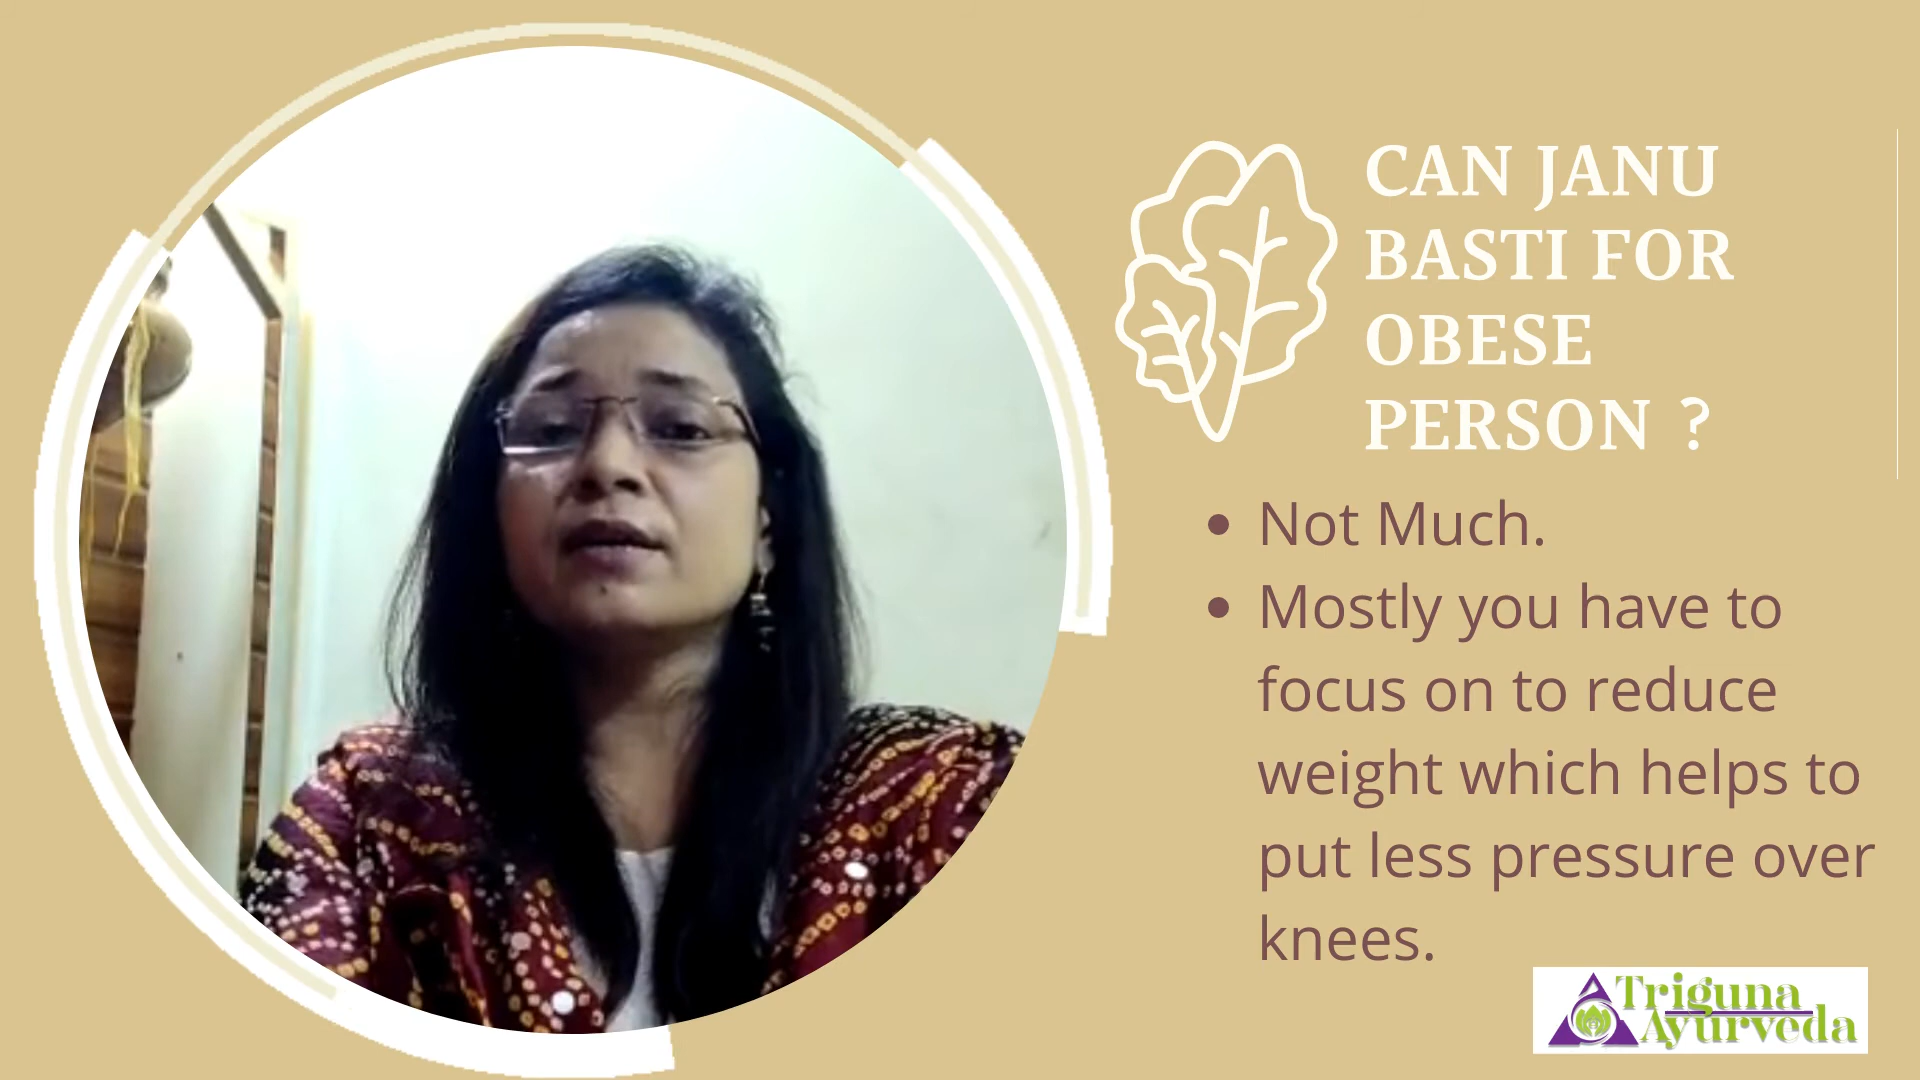 CAN JANU
BASTI FOR
OBESE
PERSON ?
Not Much.
Mostly you have to
focus on to reduce
weight which helps to
put less pressure over
knees.
Triguna
Ayurveda